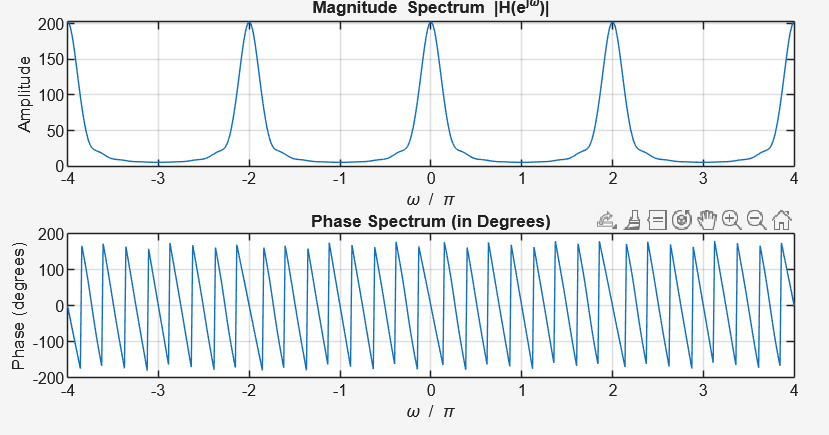 Magnitude Spectrum |H(e^jω)|
200
150
100
50
0
Amplitude
-4 -3 -2 -1 0 1 2 3 4
ω / π
Phase Spectrum (in Degrees)
200
100
0
-100
-200
Phase (degrees)
-4 -3 -2 -1 0 1 2 3 4
ω / π